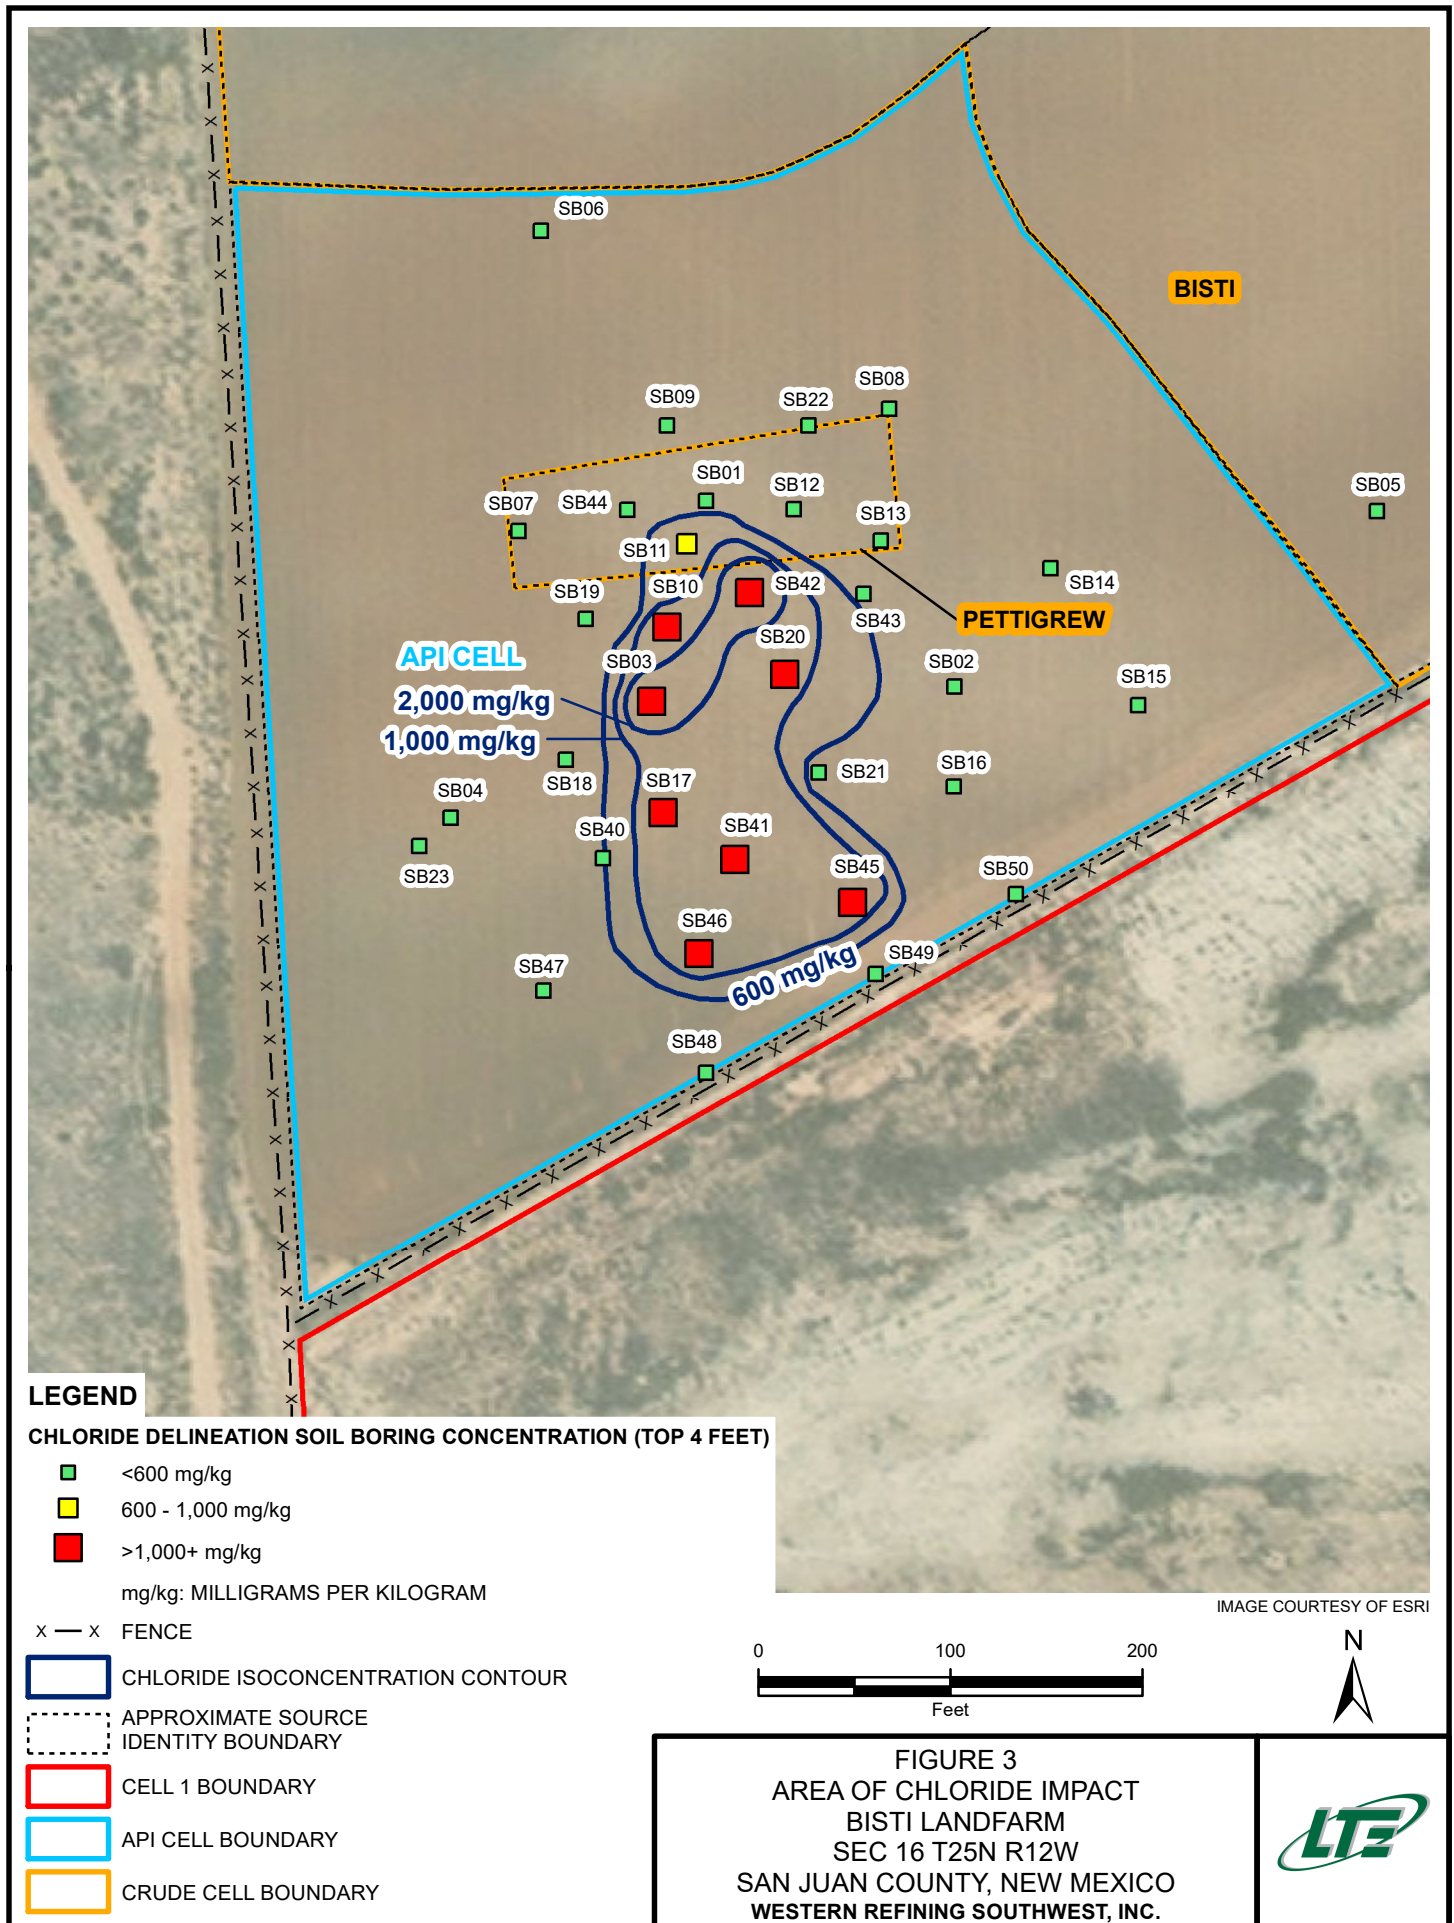 SB06
BISTI
SB08
SB09
SB22
SB01
SB12
SB05
SB07
SB44
SB13
SB11
SB14
SB10
SB42
SB19
SB43
PETTIGREW
SB20
API CELL
SB03
SB02
2,000 mg/kg
SB15
1,000 mg/kg
SB21
SB16
SB18
SB17
SB04
SB40
SB41
SB23
SB45
SB50
SB46
600 mg/kg
SB49
SB47
SB48
LEGEND
CHLORIDE DELINEATION SOIL BORING CONCENTRATION (TOP 4 FEET)
<600 mg/kg
600 - 1,000 mg/kg
>1,000+ mg/kg
mg/kg: MILLIGRAMS PER KILOGRAM
X — X FENCE
CHLORIDE ISOCONCENTRATION CONTOUR
APPROXIMATE SOURCE
IDENTITY BOUNDARY
CELL 1 BOUNDARY
API CELL BOUNDARY
CRUDE CELL BOUNDARY
IMAGE COURTESY OF ESRI
0 100 200
Feet
N
FIGURE 3
AREA OF CHLORIDE IMPACT
BISTI LANDFARM
SEC 16 T25N R12W
SAN JUAN COUNTY, NEW MEXICO
WESTERN REFINING SOUTHWEST, INC.
LTE